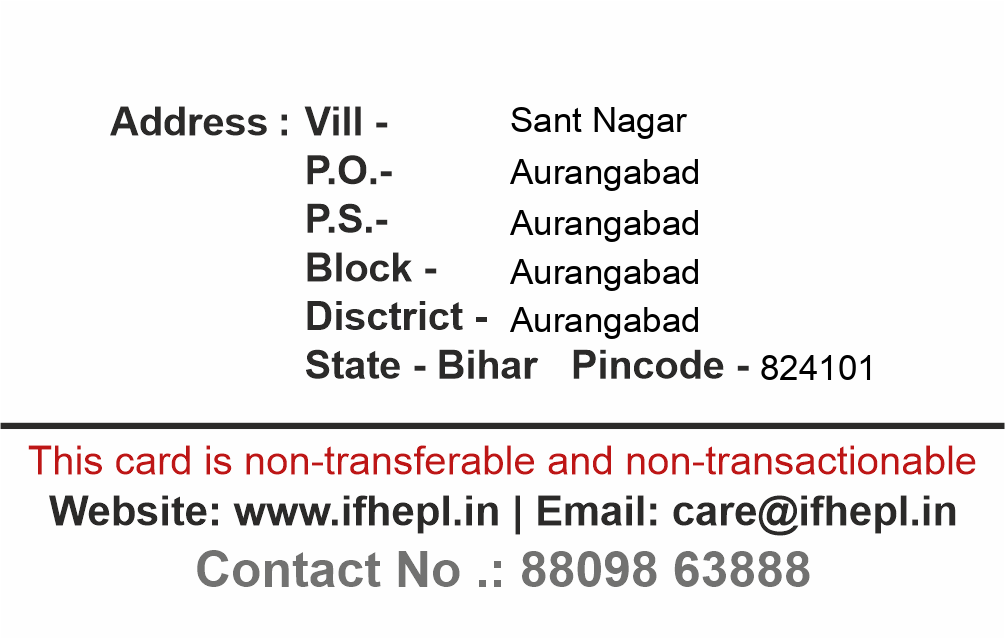 Address : Vill - Sant Nagar
P.O.- Aurangabad
P.S.- Aurangabad
Block - Aurangabad
Disctrict - Aurangabad
State - Bihar Pincode - 824101
This card is non-transferable and non-transactionable
Website: www.ifhepl.in | Email: care@ifhepl.in
Contact No .: 88098 63888